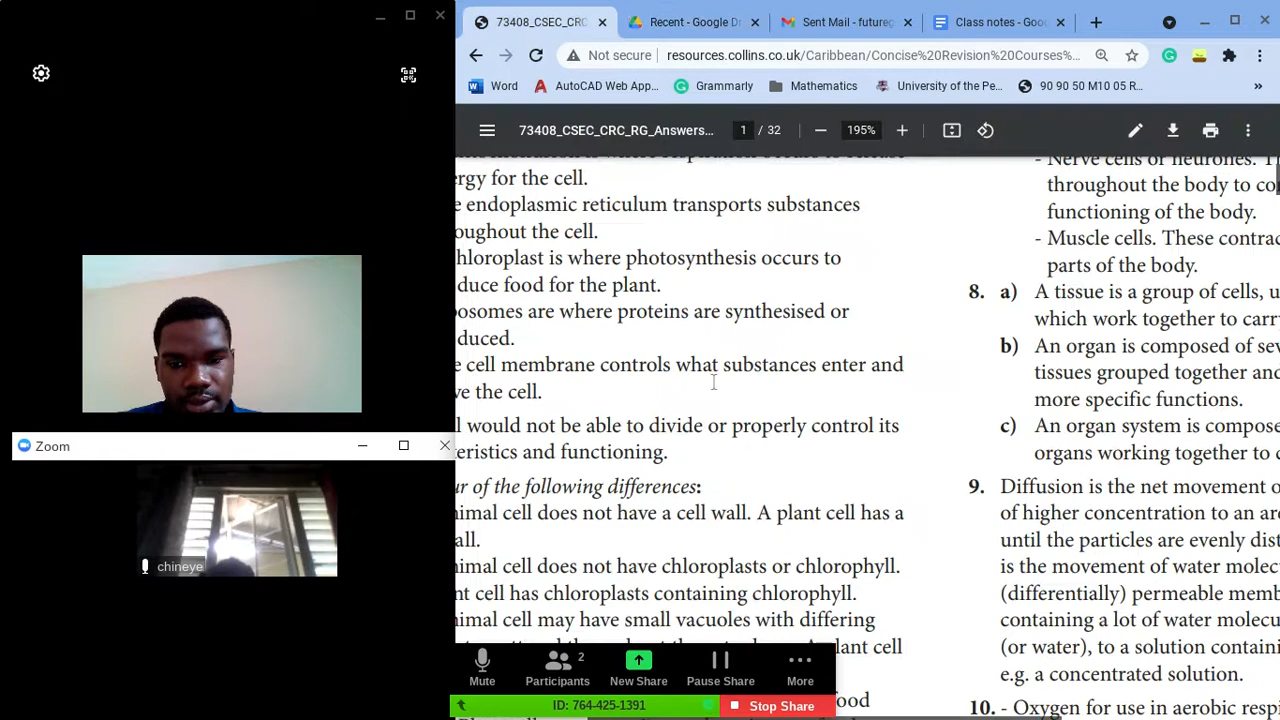 73408_CSEC_CRC
Recent - Google D
Sent Mail - future
Class notes - Goo
Not secure
resources.collins.co.uk/Caribbean/Concise%20Revision%20Courses%
Word
AutoCAD Web App...
Grammarly
Mathematics
University of the Pe...
90 90 50 M10 05 R...
73408_CSEC_CRC_RG_Answers...
1 / 32
195%
ergy for the cell.
e endoplasmic reticulum transports substances
oughout the cell.
hloroplast is where photosynthesis occurs to
duce food for the plant.
bosomes are where proteins are synthesised or
duced.
e cell membrane controls what substances enter and
ve the cell.
l would not be able to divide or properly control its
teristics and functioning.
ur of the following differences:
nimal cell does not have a cell wall. A plant cell has a
all.
nimal cell does not have chloroplasts or chlorophyll.
nt cell has chloroplasts containing chlorophyll.
nimal cell may have small vacuoles with differing
lant cell
food
- Nerve cells or neurones. T
throughout the body to co
functioning of the body.
- Muscle cells. These contrac
parts of the body.
8. a) A tissue is a group of cells, u
which work together to carr
b) An organ is composed of sev
tissues grouped together and
more specific functions.
c) An organ system is compose
organs working together to c
9. Diffusion is the net movement o
of higher concentration to an are
until the particles are evenly dist
is the movement of water molec
(differentially) permeable memb
containing a lot of water molecu
(or water), to a solution containi
e.g. a concentrated solution.
10. - Oxygen for use in aerobic resp
Zoom
chineye
Mute
Participants
2
New Share
Pause Share
More
ID: 764-425-1391
Stop Share